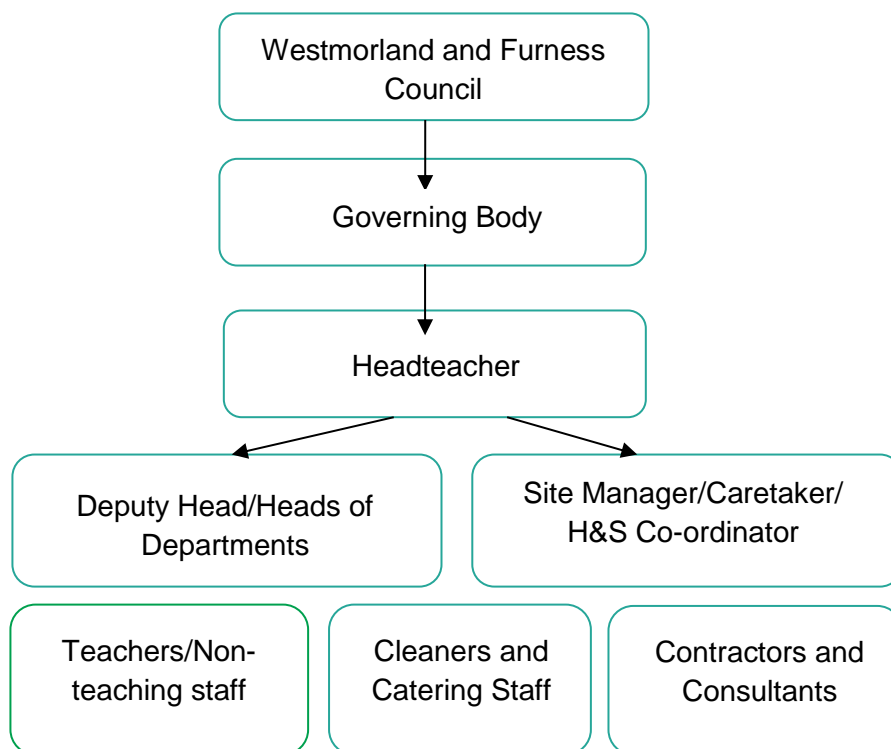 Westmorland and Furness
Council
Governing Body
Headteacher
Deputy Head/Heads of
Departments
Site Manager/Caretaker/
H&S Co-ordinator
Teachers/Non-
teaching staff
Cleaners and
Catering Staff
Contractors and
Consultants